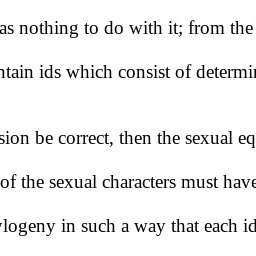 as nothing to do with it; from the
ntain ids which consist of determin
sion be correct, then the sexual eq
of the sexual characters must have
ylogeny in such a way that each id